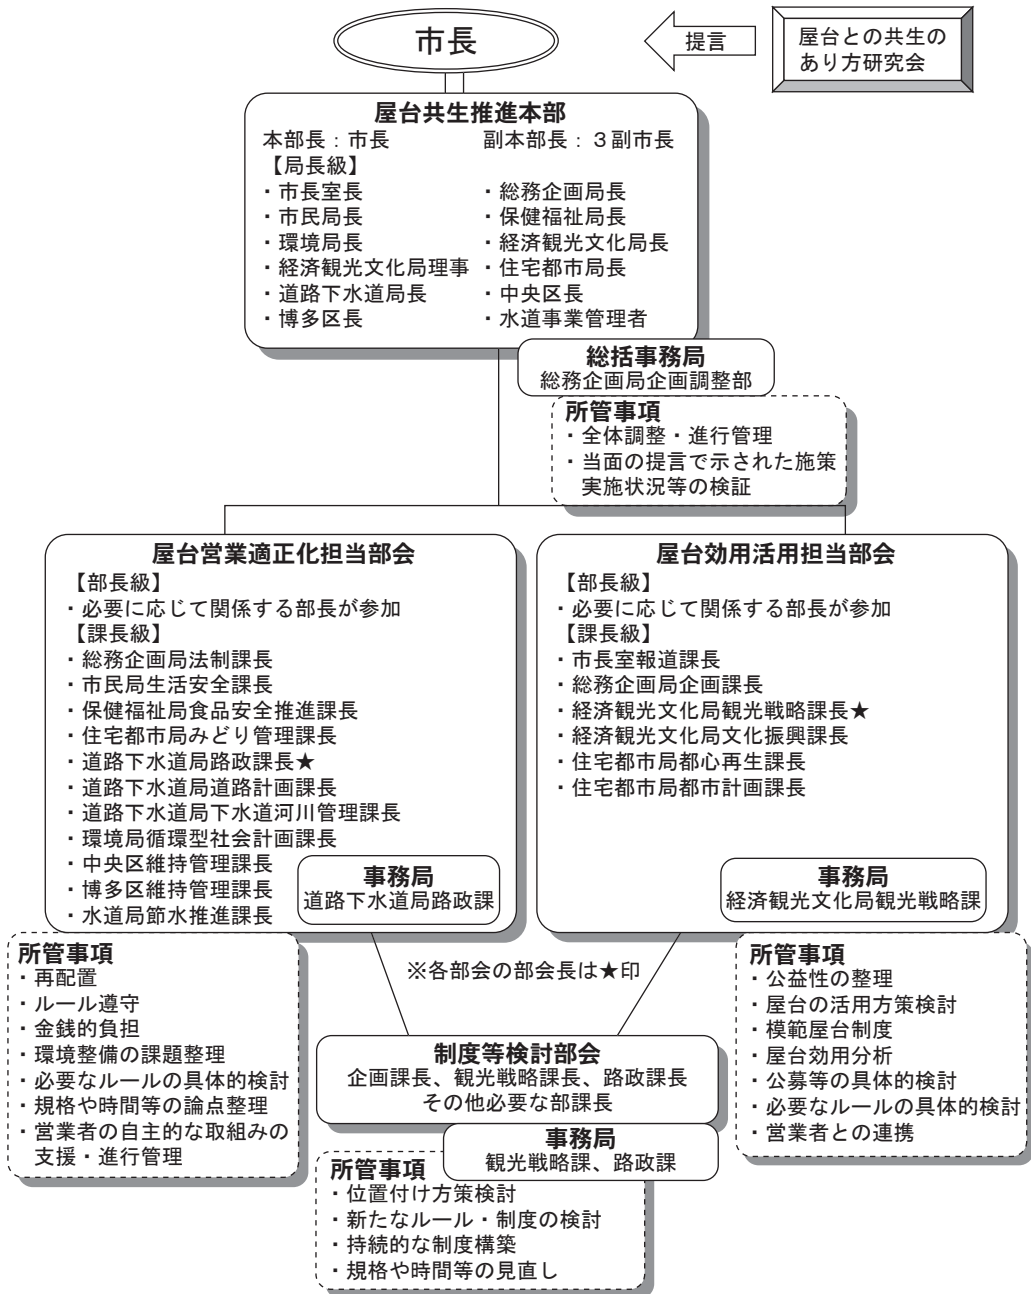 市長
提言
屋台との共生の
あり方研究会
屋台共生推進本部
本部長：市長　副本部長：３副市長
【局長級】
・市長室長　・総務企画局長
・市民局長　・保健福祉局長
・環境局長　・経済観光文化局長
・経済観光文化局理事　・住宅都市局長
・道路下水道局長　・中央区長
・博多区長　・水道事業管理者
総括事務局
総務企画局企画調整部
所管事項
・全体調整・進行管理
・当面の提言で示された施策
実施状況等の検証
屋台営業適正化担当部会
【部長級】
・必要に応じて関係する部長が参加
【課長級】
・総務企画局法制課長
・市民局生活安全課長
・保健福祉局食品安全推進課長
・住宅都市局みどり管理課長
・道路下水道局路政課長★
・道路下水道局道路計画課長
・道路下水道局下水道河川管理課長
・環境局循環型社会計画課長
・中央区維持管理課長
・博多区維持管理課長
・水道局節水推進課長
事務局
道路下水道局路政課
所管事項
・再配置
・ルール遵守
・金銭的負担
・環境整備の課題整理
・必要なルールの具体的検討
・規格や時間等の論点整理
・営業者の自主的な取組みの
支援・進行管理
屋台効用活用担当部会
【部長級】
・必要に応じて関係する部長が参加
【課長級】
・市長室報道課長
・総務企画局企画課長
・経済観光文化局観光戦略課長★
・経済観光文化局文化振興課長
・住宅都市局都心再生課長
・住宅都市局都市計画課長
事務局
経済観光文化局観光戦略課
所管事項
・公益性の整理
・屋台の活用方策検討
・模範屋台制度
・屋台効用分析
・公募等の具体的検討
・必要なルールの具体的検討
・営業者との連携
※各部会の部会長は★印
制度等検討部会
企画課長、観光戦略課長、路政課長
その他必要な部課長
事務局
観光戦略課、路政課
所管事項
・位置付け方策検討
・新たなルール・制度の検討
・持続的な制度構築
・規格や時間等の見直し